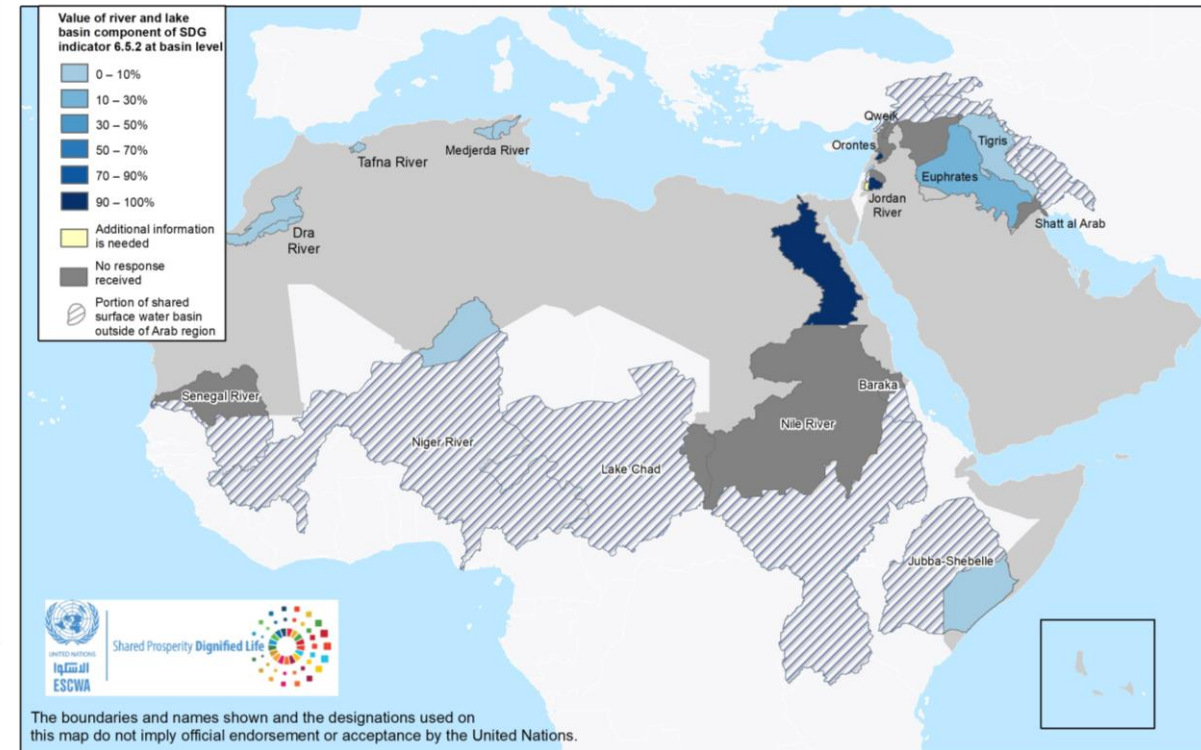 Value of river and lake
basin component of SDG
indicator 6.5.2 at basin level
0 – 10%
10 – 30%
30 – 50%
50 – 70%
70 – 90%
90 – 100%
Additional information
is needed
No response
received
Portion of shared
surface water basin
outside of Arab region
Tafna River
Medjerda River
Dra
River
Qweik
Orontes
Tigris
Euphrates
Jordan
River
Shatt al Arab
Senegal River
Niger River
Lake Chad
Baraka
Nile River
Jubba-Shebelle
UNITED NATIONS
الاسكوا
ESCWA
Shared Prosperity Dignified Life
The boundaries and names shown and the designations used on
this map do not imply official endorsement or acceptance by the United Nations.